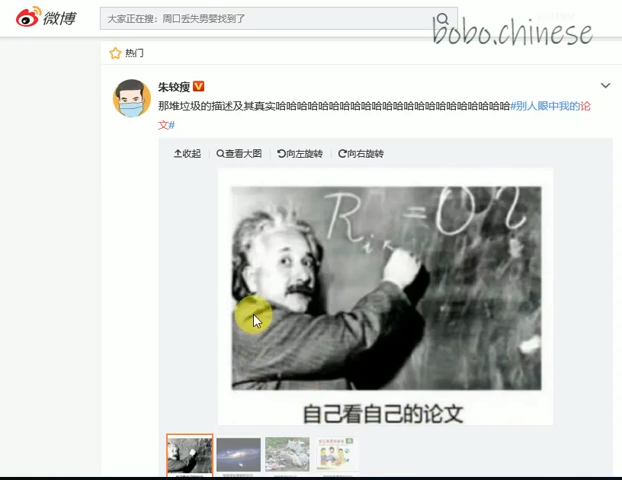 微博
大家正在搜：周口丢失男婴找到了
bobo.chinese
热门
朱较瘦
那堆垃圾的描述及其真实哈哈哈哈哈哈哈哈哈哈哈哈哈哈哈哈哈哈哈哈哈哈#别人眼中我的论
文#
收起 查看大图 向左旋转 向右旋转
自己看自己的论文